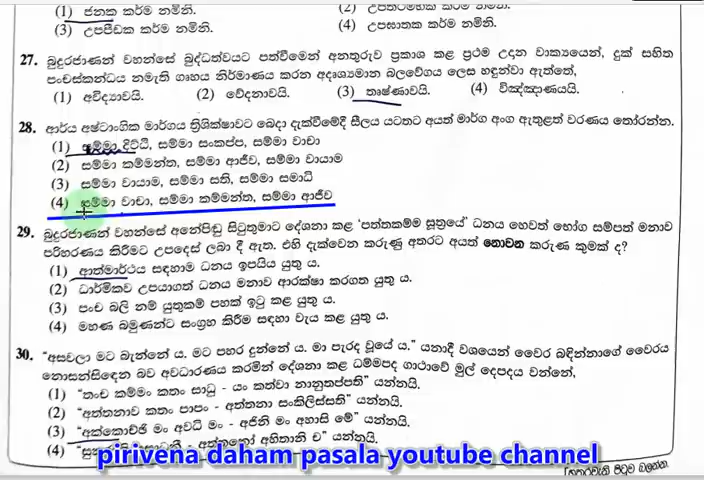 (1) ජනක කර්ම නමිනි. (2) උපත්ථම්භක කර්ම නමිනි.
(3) උපපීඩක කර්ම නමිනි. (4) උපඝාතක කර්ම නමිනි.
27. බුදුරජාණන් වහන්සේ බුද්ධත්වයට පත්වීමෙන් අනතුරුව ප්‍රකාශ කළ ප්‍රථම උදාන වාක්‍යයෙන්, දුක් සහිත
පංචස්කන්ධය නමැති ගෘහය නිර්මාණය කරන අදෘශ්‍යමාන බලවේගය ලෙස හඳුන්වා ඇත්තේ,
(1) අවිද්‍යාවයි. (2) වේදනාවයි. (3) තෘෂ්ණාවයි. (4) විඤ්ඤාණයයි.
28. ආර්ය අෂ්ටාංගික මාර්ගය ත්‍රිශික්ෂාවට බෙදා දැක්වීමේදී සීලය යටතට අයත් මාර්ග අංග ඇතුළත් වරණය තෝරන්න.
(1) සම්මා දිට්ඨි, සම්මා සංකප්ප, සම්මා වාචා
(2) සම්මා කම්මන්ත, සම්මා ආජීව, සම්මා වායාම
(3) සම්මා වායාම, සම්මා සති, සම්මා සමාධි
(4) සම්මා වාචා, සම්මා කම්මන්ත, සම්මා ආජීව
29. බුදුරජාණන් වහන්සේ අනේපිඬු සිටුතුමාට දේශනා කළ 'පත්තකම්ම සූත්‍රයේ' ධනය හෙවත් භෝග සම්පත් මනාව
පරිහරණය කිරීමට උපදෙස් ලබා දී ඇත. එහි දැක්වෙන කරුණු අතරට අයත් නොවන කරුණ කුමක් ද?
(1) ආත්මාර්ථය සඳහාම ධනය ඉපයිය යුතු ය.
(2) ධාර්මිකව උපයාගත් ධනය මනාව ආරක්ෂා කරගත යුතු ය.
(3) පංච බලි නම් යුතුකම් පහක් ඉටු කළ යුතු ය.
(4) මහණ බමුණන්ට සංග්‍රහ කිරීම සඳහා වැය කළ යුතු ය.
30. "අසවලා මට බැන්නේ ය. මට පහර දුන්නේ ය. මා පැරද වූයේ ය." යනාදී වශයෙන් වෛර බඳින්නාගේ වෛරය
නොසන්සිඳෙන බව අවධාරණය කරමින් දේශනා කළ ධම්මපද ගාථාවේ මුල් දෙපදය වන්නේ,
(1) "තංච කම්මං කතං සාධු - යං කත්වා නානුතප්පති" යන්නයි.
(2) "අත්තනාව කතං පාපං - අත්තනා සංකිලිස්සති" යන්නයි.
(3) "අක්කොච්ඡි මං අවධි මං - අජිනි මං අහාසි මේ" යන්නයි.
(4) අත්තනෝ අහිතානි ච" යන්නයි.
pirivena daham pasala youtube channel
පිටුව බලන්න.